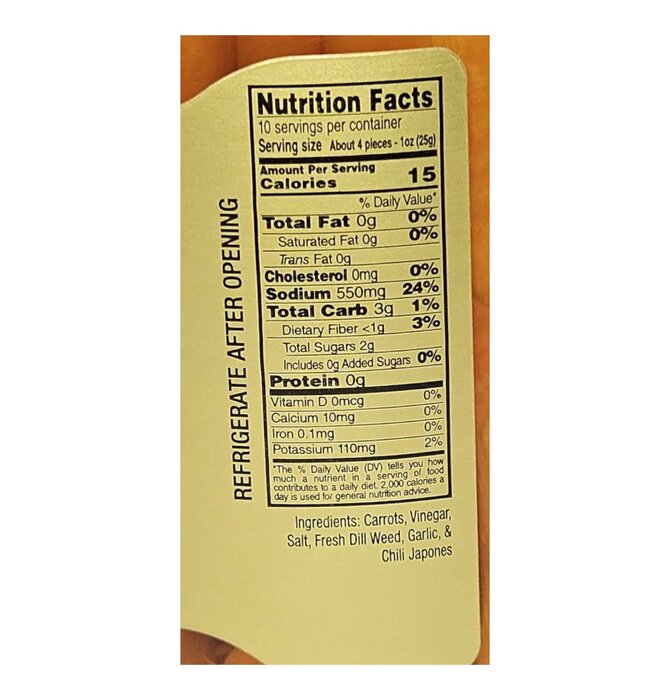 REFRIGERATE AFTER OPENING
Nutrition Facts
10 servings per container
Serving size About 4 pieces - 1oz (25g)
Amount Per Serving
Calories 15
% Daily Value*
Total Fat 0g 0%
Saturated Fat 0g 0%
Trans Fat 0g
Cholesterol 0mg 0%
Sodium 550mg 24%
Total Carb 3g 1%
Dietary Fiber <1g 3%
Total Sugars 2g
Includes 0g Added Sugars 0%
Protein 0g
Vitamin D 0mcg 0%
Calcium 10mg 0%
Iron 0.1mg 0%
Potassium 110mg 2%
*The % Daily Value (DV) tells you how
much a nutrient in a serving of food
contributes to a daily diet. 2,000 calories a
day is used for general nutrition advice.
Ingredients: Carrots, Vinegar,
Salt, Fresh Dill Weed, Garlic, &
Chili Japones